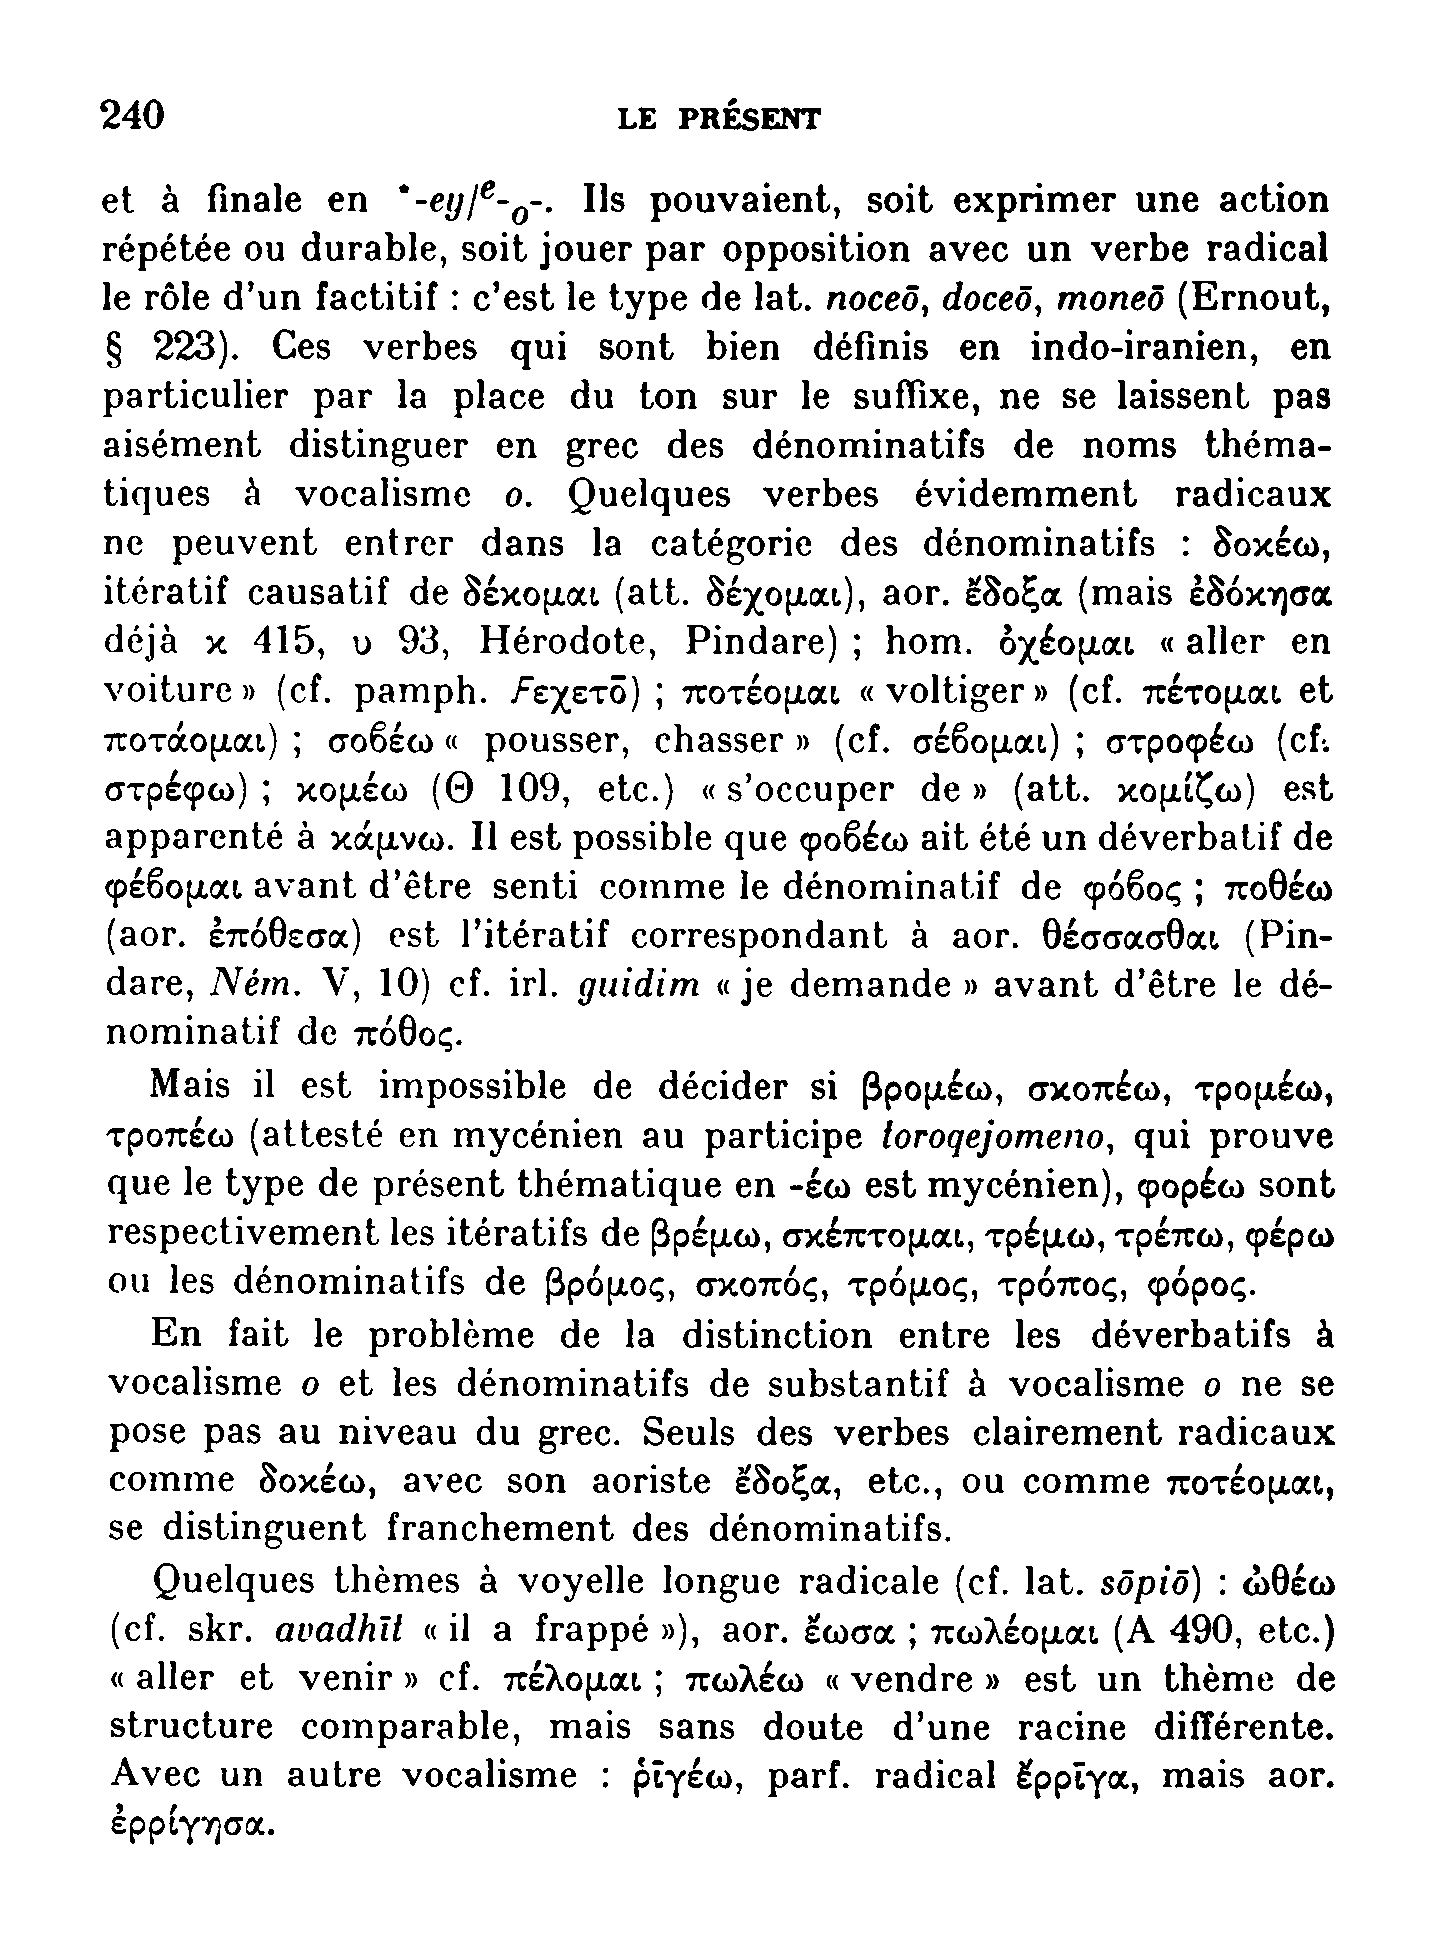 240 LE PRÉSENT
et à finale en *-ey/e-o-. Ils pouvaient, soit exprimer une action
répétée ou durable, soit jouer par opposition avec un verbe radical
le rôle d'un factitif : c'est le type de lat. noceō, doceō, moneō (Ernout,
§ 223). Ces verbes qui sont bien définis en indo-iranien, en
particulier par la place du ton sur le suffixe, ne se laissent pas
aisément distinguer en grec des dénominatifs de noms théma-
tiques à vocalisme o. Quelques verbes évidemment radicaux
ne peuvent entrer dans la catégorie des dénominatifs : δοκέω,
itératif causatif de δέκομαι (att. δέχομαι), aor. ἔδοξα (mais ἐδόκησα
déjà κ 415, υ 93, Hérodote, Pindare) ; hom. ὀχέομαι « aller en
voiture » (cf. pamph. Ϝεχετō) ; ποτέομαι « voltiger » (cf. πέτομαι et
ποτάομαι) ; σοϐέω « pousser, chasser » (cf. σέϐομαι) ; στροφέω (cf.
στρέφω) ; κομέω (Θ 109, etc.) « s'occuper de » (att. κομίζω) est
apparenté à κάμνω. Il est possible que φοϐέω ait été un déverbatif de
φέϐομαι avant d'être senti comme le dénominatif de φόϐος ; ποθέω
(aor. ἐπόθεσα) est l'itératif correspondant à aor. θέσσασθαι (Pin-
dare, Ném. V, 10) cf. irl. guidim « je demande » avant d'être le dé-
nominatif de πόθος.
Mais il est impossible de décider si βρομέω, σκοπέω, τρομέω,
τροπέω (attesté en mycénien au participe toroqejomeno, qui prouve
que le type de présent thématique en -έω est mycénien), φορέω sont
respectivement les itératifs de βρέμω, σκέπτομαι, τρέμω, τρέπω, φέρω
ou les dénominatifs de βρόμος, σκοπός, τρόμος, τρόπος, φόρος.
En fait le problème de la distinction entre les déverbatifs à
vocalisme o et les dénominatifs de substantif à vocalisme o ne se
pose pas au niveau du grec. Seuls des verbes clairement radicaux
comme δοκέω, avec son aoriste ἔδοξα, etc., ou comme ποτέομαι,
se distinguent franchement des dénominatifs.
Quelques thèmes à voyelle longue radicale (cf. lat. sōpiō) : ὠθέω
(cf. skr. avadhīt « il a frappé »), aor. ἔωσα ; πωλέομαι (A 490, etc.)
« aller et venir » cf. πέλομαι ; πωλέω « vendre » est un thème de
structure comparable, mais sans doute d'une racine différente.
Avec un autre vocalisme : ῥῑγέω, parf. radical ἔρρῑγα, mais aor.
ἐρρίγησα.